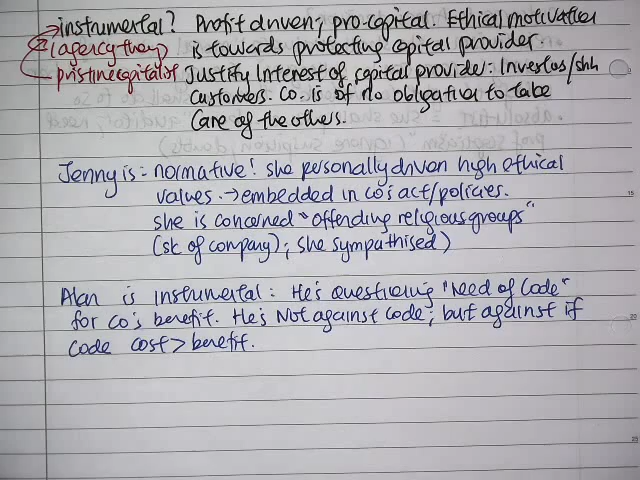 instrumental? Profit driven; pro-capital. Ethical motivation
(agency theory is towards protecting capital provider.
pristine capitalist Justify interest of capital provider: Investors/shh
customers. Co. is of no obligation to take
care of the others.
Jenny is = normative! she personally driven high ethical
values. → embedded in co's act/policies.
she is concerned "offending religious groups"
(sk of company); she sympathised)
Alan is instrumental: He's questioning "Need of Code"
for co's benefit. He's Not against code; but against if
code cost > benefit.
15
20
25